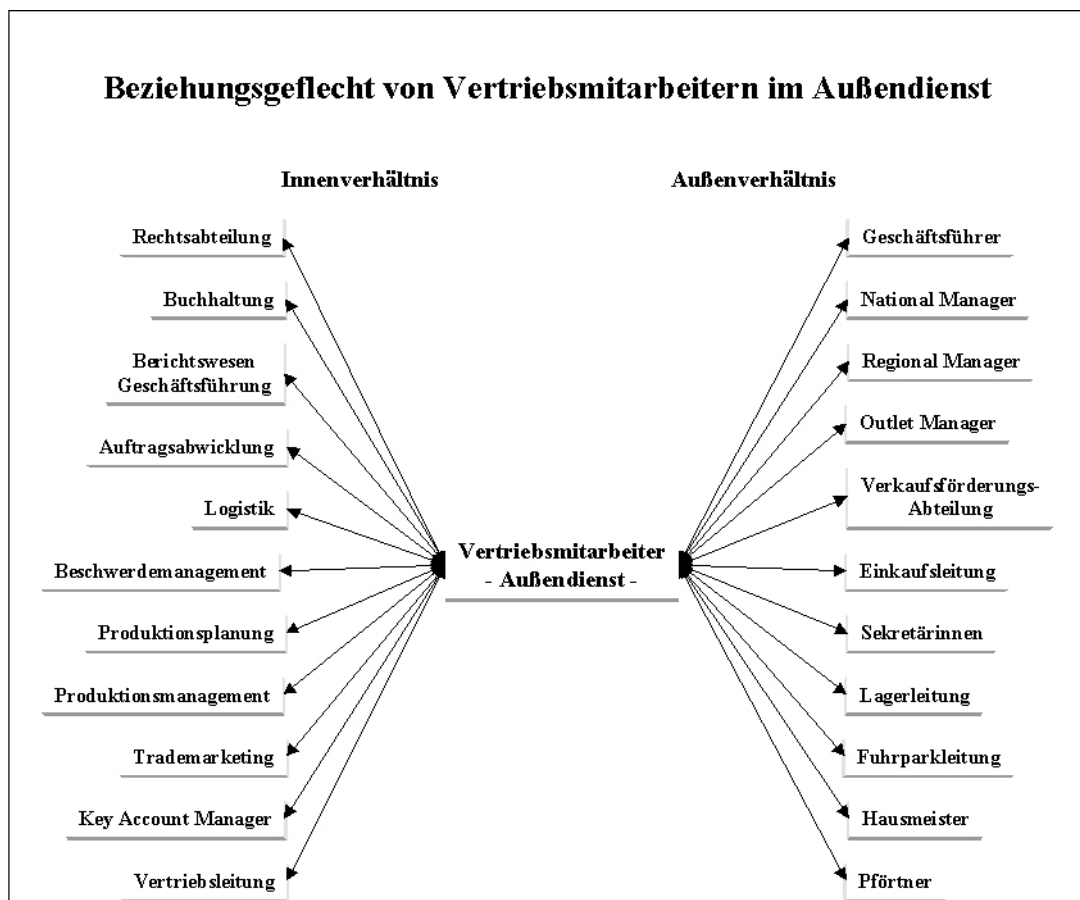 Beziehungsgeflecht von Vertriebsmitarbeitern im Außendienst
Innenverhältnis
Rechtsabteilung
Buchhaltung
Berichtswesen
Geschäftsführung
Auftragsabwicklung
Logistik
Beschwerdemanagement
Produktionsplanung
Produktionsmanagement
Trademarketing
Key Account Manager
Vertriebsleitung
Vertriebsmitarbeiter
- Außendienst -
Außenverhältnis
Geschäftsführer
National Manager
Regional Manager
Outlet Manager
Verkaufsförderungs-
Abteilung
Einkaufsleitung
Sekretärinnen
Lagerleitung
Fuhrparkleitung
Hausmeister
Pförtner